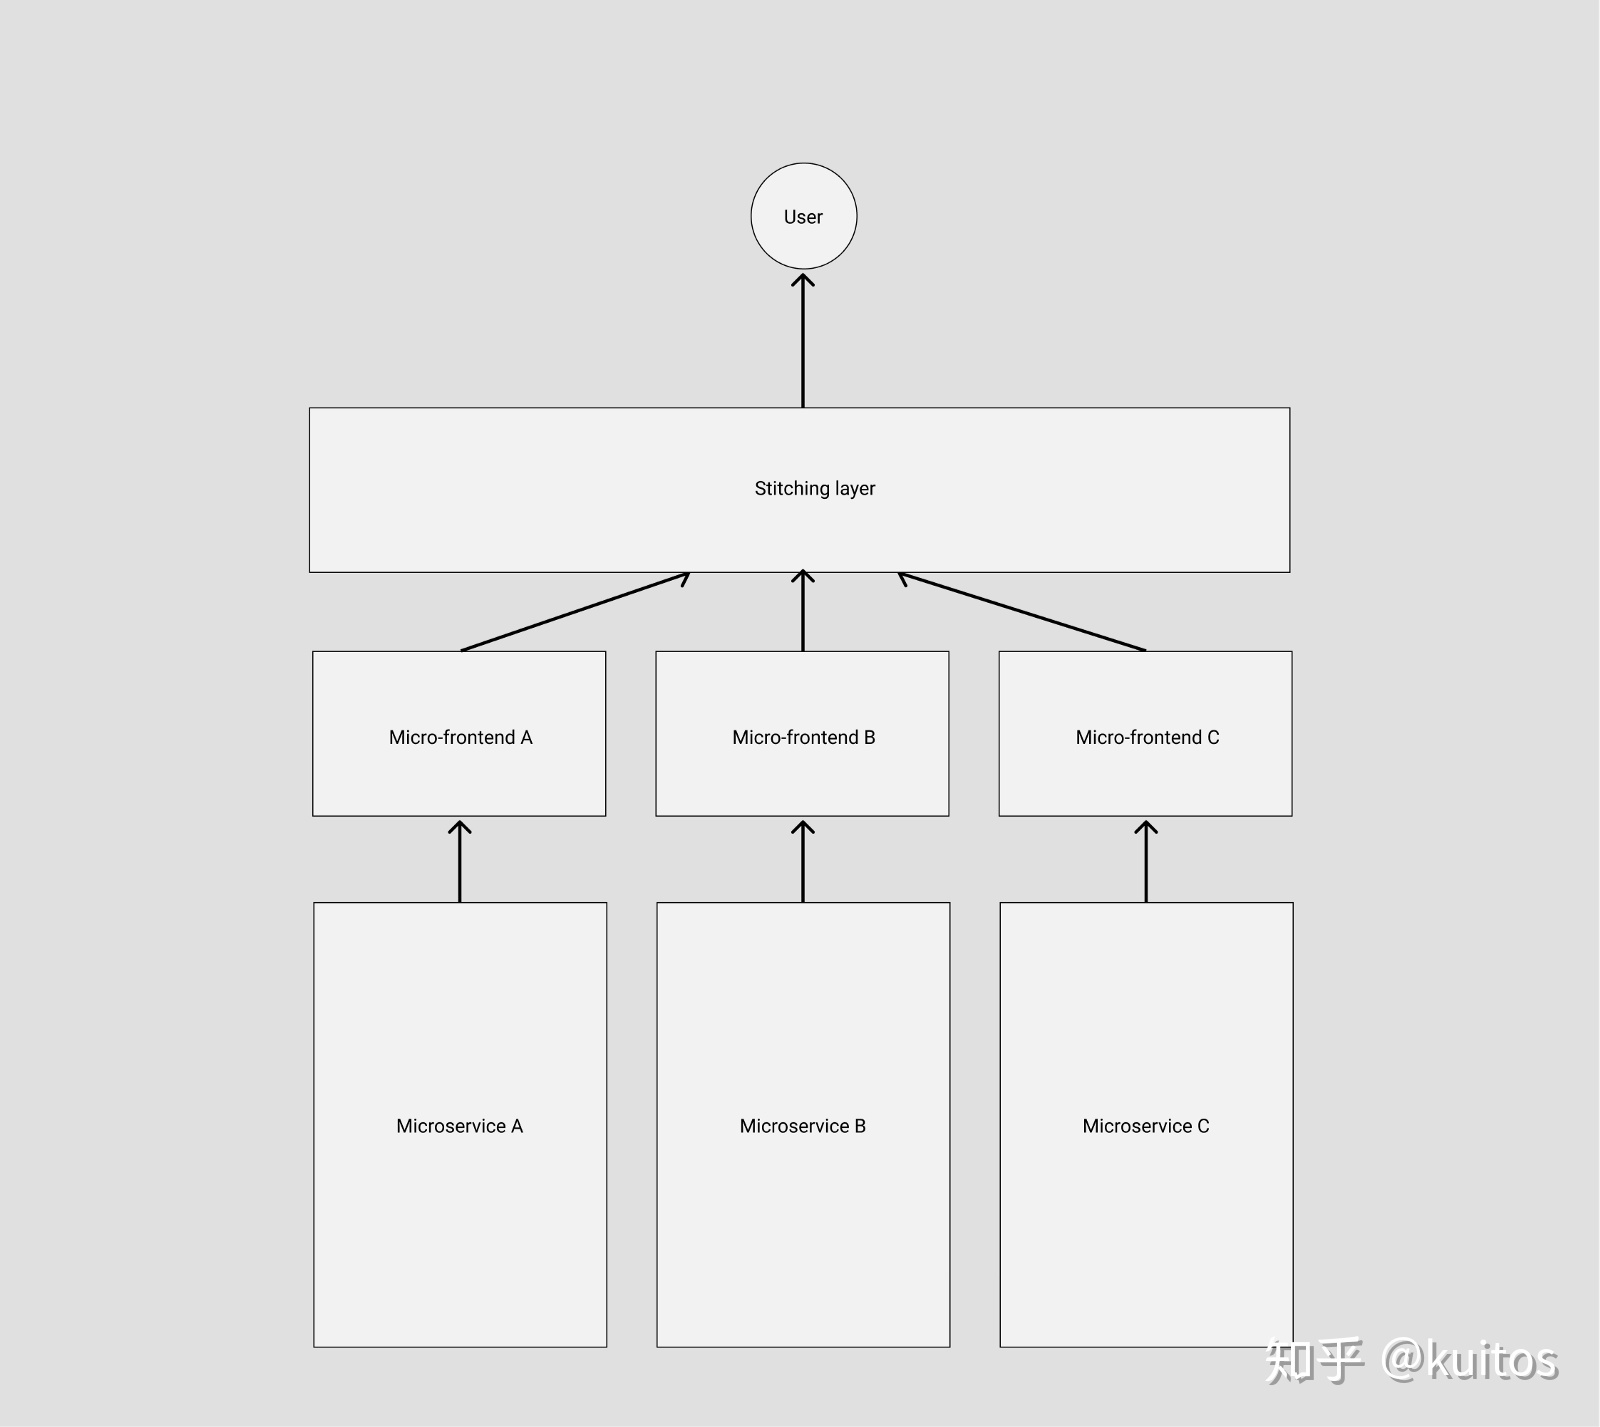 User
Stitching layer
Micro-frontend A
Micro-frontend B
Micro-frontend C
Microservice A
Microservice B
Microservice C
知乎 @kuitos